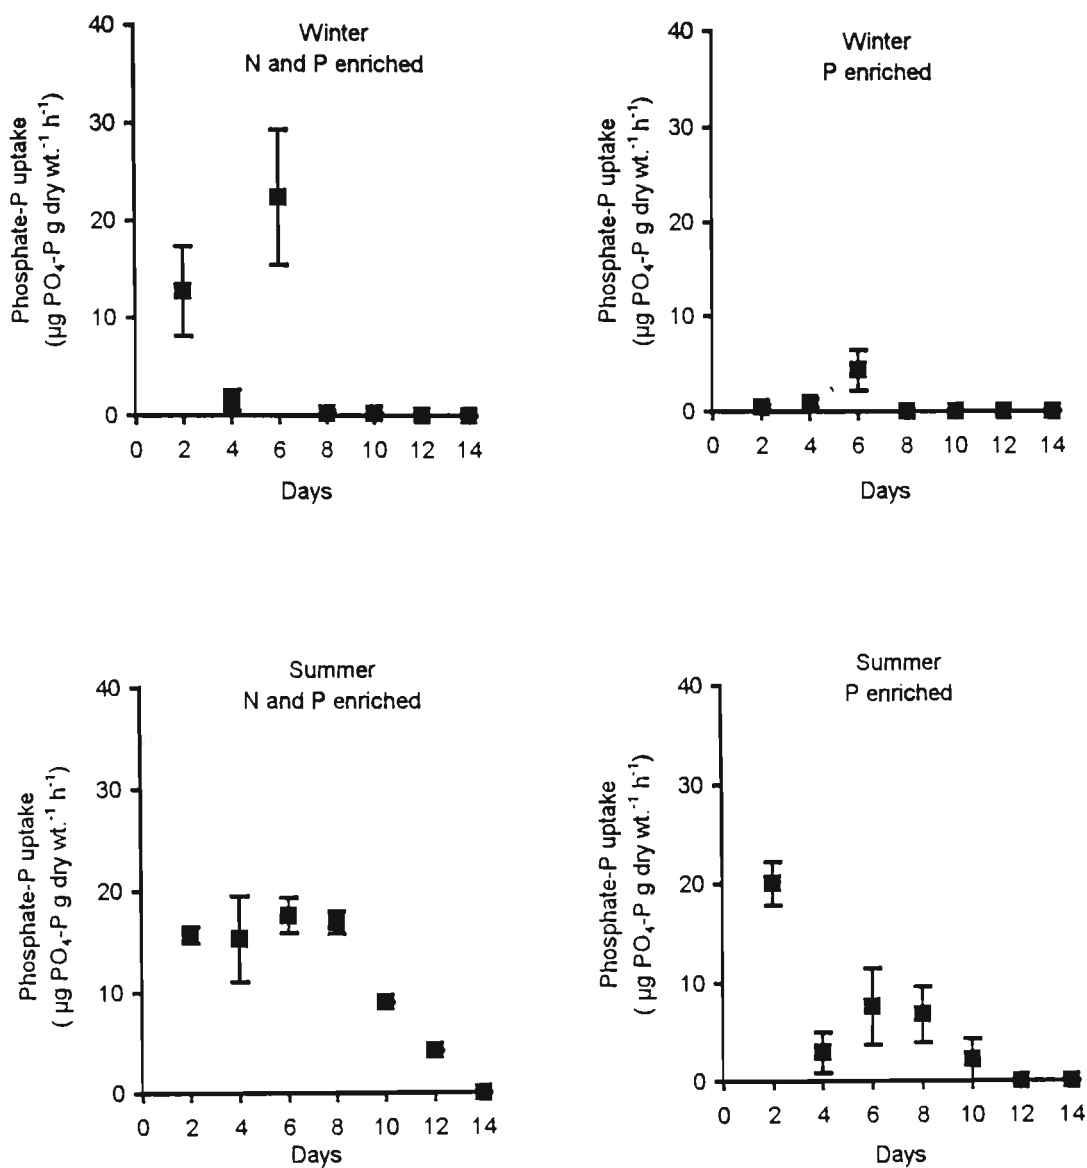 Winter
N and P enriched
Phosphate-P uptake
(µg PO₄-P g dry wt.⁻¹ h⁻¹)
40
30
20
10
0
0 2 4 6 8 10 12 14
Days
Winter
P enriched
Phosphate-P uptake
(µg PO₄-P g dry wt.⁻¹ h⁻¹)
40
30
20
10
0
0 2 4 6 8 10 12 14
Days
Summer
N and P enriched
Phosphate-P uptake
( µg PO₄-P g dry wt.⁻¹ h⁻¹)
40
30
20
10
0
0 2 4 6 8 10 12 14
Days
Summer
P enriched
Phosphate-P uptake
( µg PO₄-P g dry wt.⁻¹ h⁻¹)
40
30
20
10
0
0 2 4 6 8 10 12 14
Days